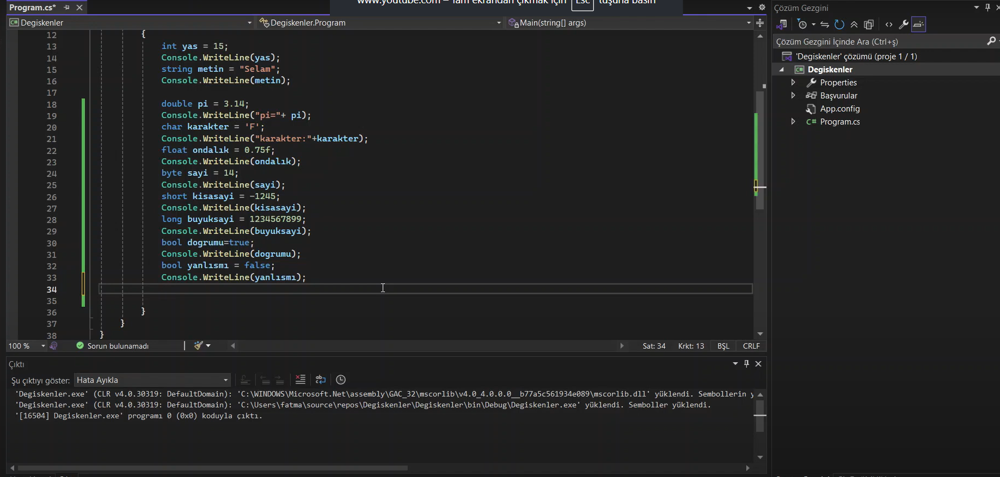 Program.cs*
www.youtube.com – Tam ekrandan çıkmak için Esc tuşuna basın
Degiskenler
Degiskenler.Program
Main(string[] args)
12 {
13 int yas = 15;
14 Console.WriteLine(yas);
15 string metin = "Selam";
16 Console.WriteLine(metin);
17
18 double pi = 3.14;
19 Console.WriteLine("pi="+ pi);
20 char karakter = 'F';
21 Console.WriteLine("karakter:"+karakter);
22 float ondalık = 0.75f;
23 Console.WriteLine(ondalık);
24 byte sayi = 14;
25 Console.WriteLine(sayi);
26 short kisasayi = -1245;
27 Console.WriteLine(kisasayi);
28 long buyuksayi = 1234567899;
29 Console.WriteLine(buyuksayi);
30 bool dogrumu=true;
31 Console.WriteLine(dogrumu);
32 bool yanlısmı = false;
33 Console.WriteLine(yanlısmı);
34
35
36 }
37 }
38 }
100 %
Sorun bulunamadı
Sat: 34 Krkt: 13 BŞL CRLF
Çıktı
Şu çıktıyı göster: Hata Ayıkla
'Degiskenler.exe' (CLR v4.0.30319: DefaultDomain): 'C:\WINDOWS\Microsoft.Net\assembly\GAC_32\mscorlib\v4.0_4.0.0.0__b77a5c561934e089\mscorlib.dll' yüklendi. Sembollerin y
'Degiskenler.exe' (CLR v4.0.30319: DefaultDomain): 'C:\Users\fatma\source\repos\Degiskenler\Degiskenler\bin\Debug\Degiskenler.exe' yüklendi. Semboller yüklendi.
'[16504] Degiskenler.exe' programı 0 (0x0) koduyla çıktı.
Çözüm Gezgini
Çözüm Gezgini İçinde Ara (Ctrl+ş)
'Degiskenler' çözümü (proje 1 / 1)
C# Degiskenler
Properties
Başvurular
App.config
C# Program.cs